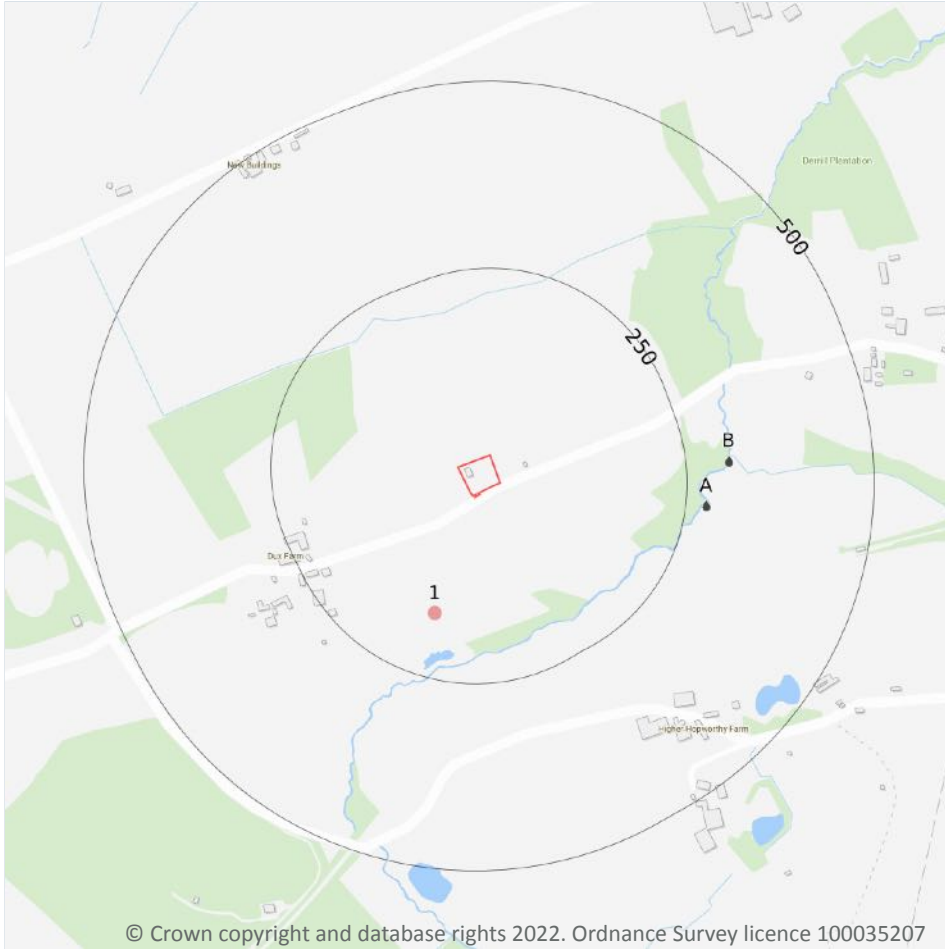 New Buildings
Derrill Plantation
500
250
B
A
Dux Farm
1
Higher Hopworthy Farm
© Crown copyright and database rights 2022. Ordnance Survey licence 100035207